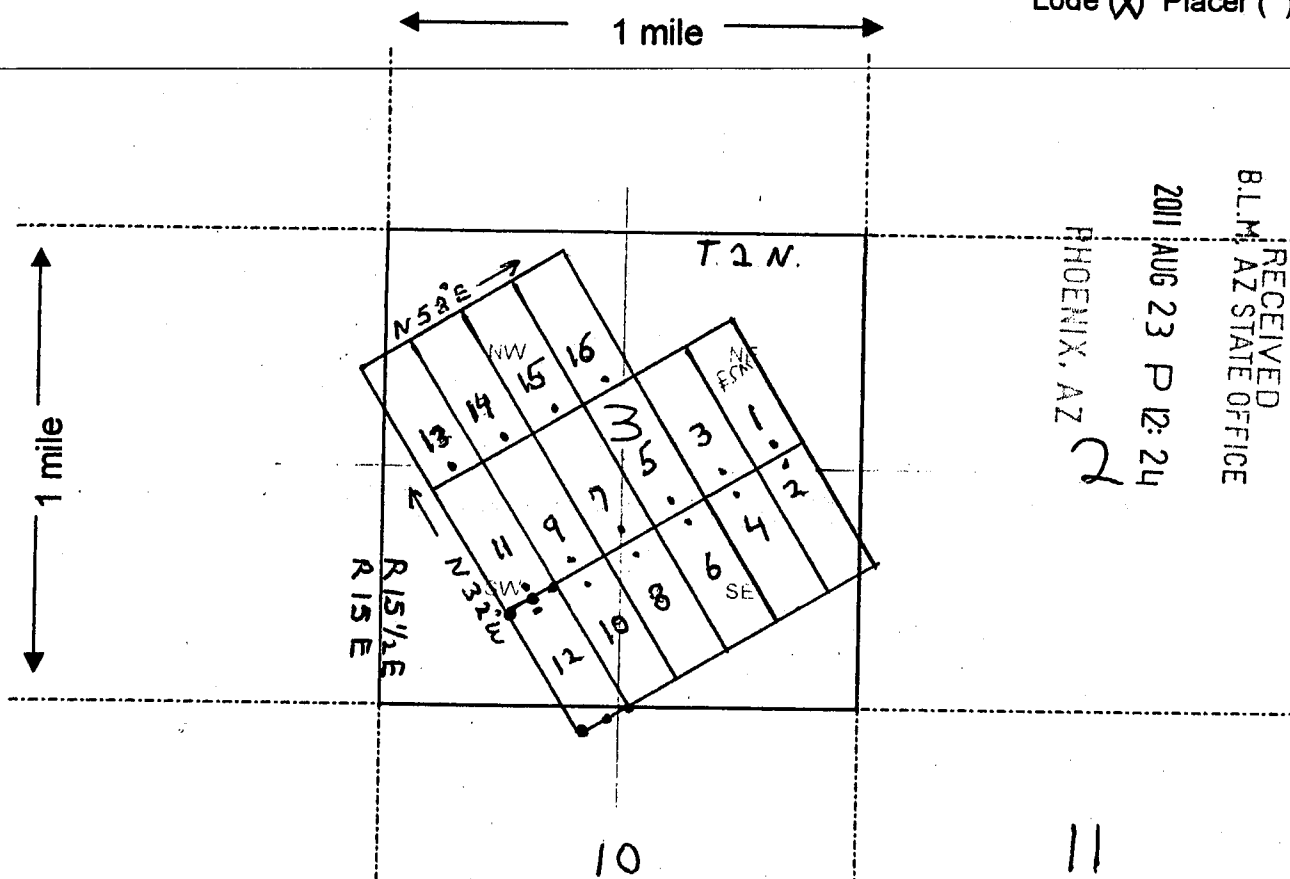 Lode (X) Placer ( )
1 mile
1 mile
T. 2 N.
N 58° E
N 32° W
NW
NE
SW
SE
16
15
14
13
3
1
3
5
7
9
11
2
4
6
8
10
12
R 15½ E
R 15 E
10
11
2
RECEIVED
B.L.M. AZ STATE OFFICE
2011 AUG 23 P 12:24
PHOENIX, AZ